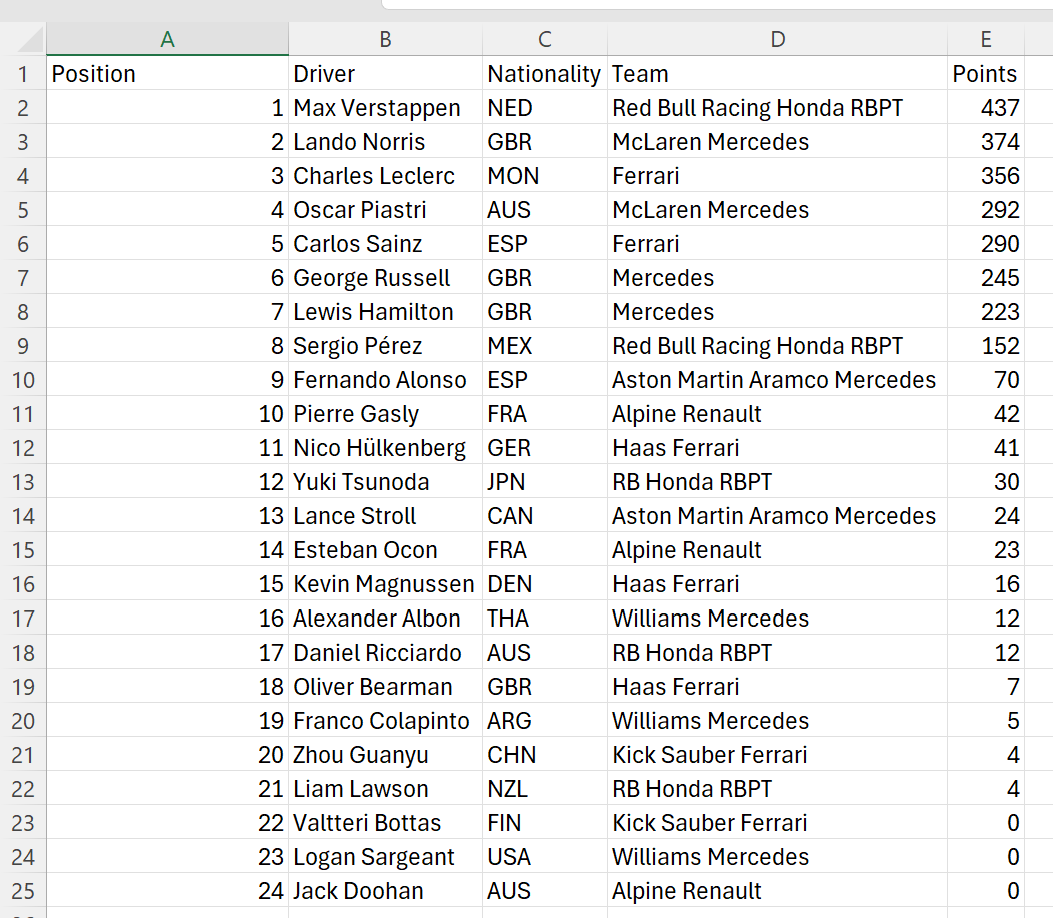 A B C D E
1 Position Driver Nationality Team Points
2 1 Max Verstappen NED Red Bull Racing Honda RBPT 437
3 2 Lando Norris GBR McLaren Mercedes 374
4 3 Charles Leclerc MON Ferrari 356
5 4 Oscar Piastri AUS McLaren Mercedes 292
6 5 Carlos Sainz ESP Ferrari 290
7 6 George Russell GBR Mercedes 245
8 7 Lewis Hamilton GBR Mercedes 223
9 8 Sergio Pérez MEX Red Bull Racing Honda RBPT 152
10 9 Fernando Alonso ESP Aston Martin Aramco Mercedes 70
11 10 Pierre Gasly FRA Alpine Renault 42
12 11 Nico Hülkenberg GER Haas Ferrari 41
13 12 Yuki Tsunoda JPN RB Honda RBPT 30
14 13 Lance Stroll CAN Aston Martin Aramco Mercedes 24
15 14 Esteban Ocon FRA Alpine Renault 23
16 15 Kevin Magnussen DEN Haas Ferrari 16
17 16 Alexander Albon THA Williams Mercedes 12
18 17 Daniel Ricciardo AUS RB Honda RBPT 12
19 18 Oliver Bearman GBR Haas Ferrari 7
20 19 Franco Colapinto ARG Williams Mercedes 5
21 20 Zhou Guanyu CHN Kick Sauber Ferrari 4
22 21 Liam Lawson NZL RB Honda RBPT 4
23 22 Valtteri Bottas FIN Kick Sauber Ferrari 0
24 23 Logan Sargeant USA Williams Mercedes 0
25 24 Jack Doohan AUS Alpine Renault 0